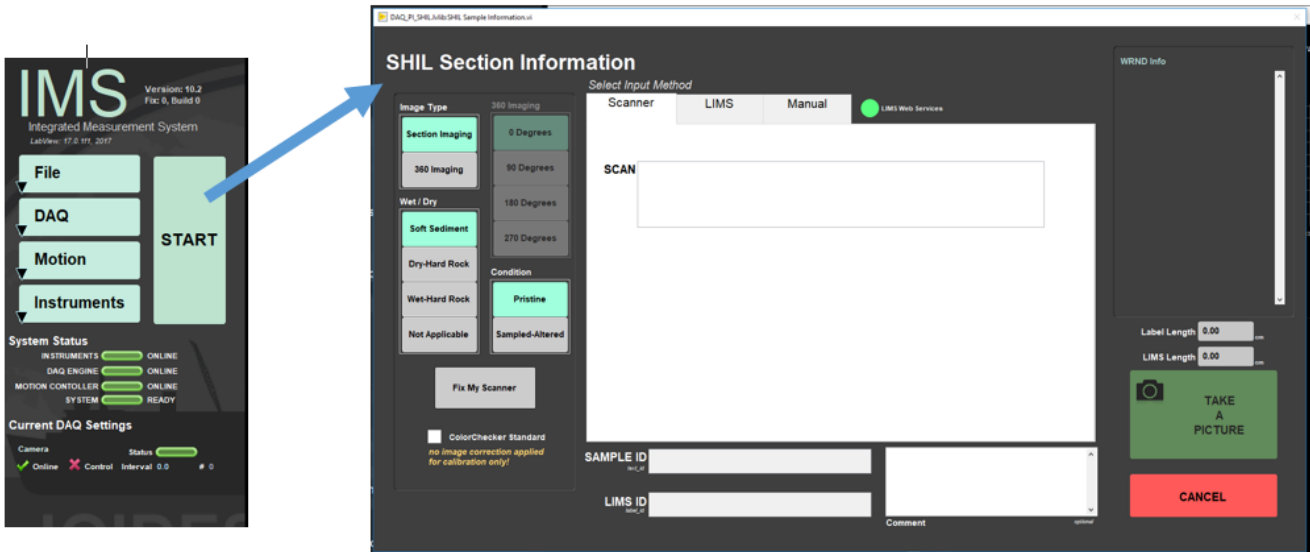 IMS
Version: 10.2
Fix: 0, Build 0
Integrated Measurement System
LabView: 17.0.1f1, 2017
File
DAQ
Motion
Instruments
START
System Status
INSTRUMENTS ONLINE
DAQ ENGINE ONLINE
MOTION CONTOLLER ONLINE
SYSTEM READY
Current DAQ Settings
Camera Status
Online Control Interval 0.0 # 0
DAQ_PI_SHIL.lvlib:SHIL Sample Information.vi
SHIL Section Information
Select Input Method
Image Type
Section Imaging
360 Imaging
360 Imaging
0 Degrees
90 Degrees
180 Degrees
270 Degrees
Wet / Dry
Soft Sediment
Dry-Hard Rock
Wet-Hard Rock
Not Applicable
Condition
Pristine
Sampled-Altered
Fix My Scanner
ColorChecker Standard
no image correction applied
for calibration only!
Scanner LIMS Manual
LIMS Web Services
SCAN
SAMPLE ID
text_id
LIMS ID
label_id
Comment optional
WRND Info
Label Length 0.00 cm
LIMS Length 0.00 cm
TAKE
A
PICTURE
CANCEL